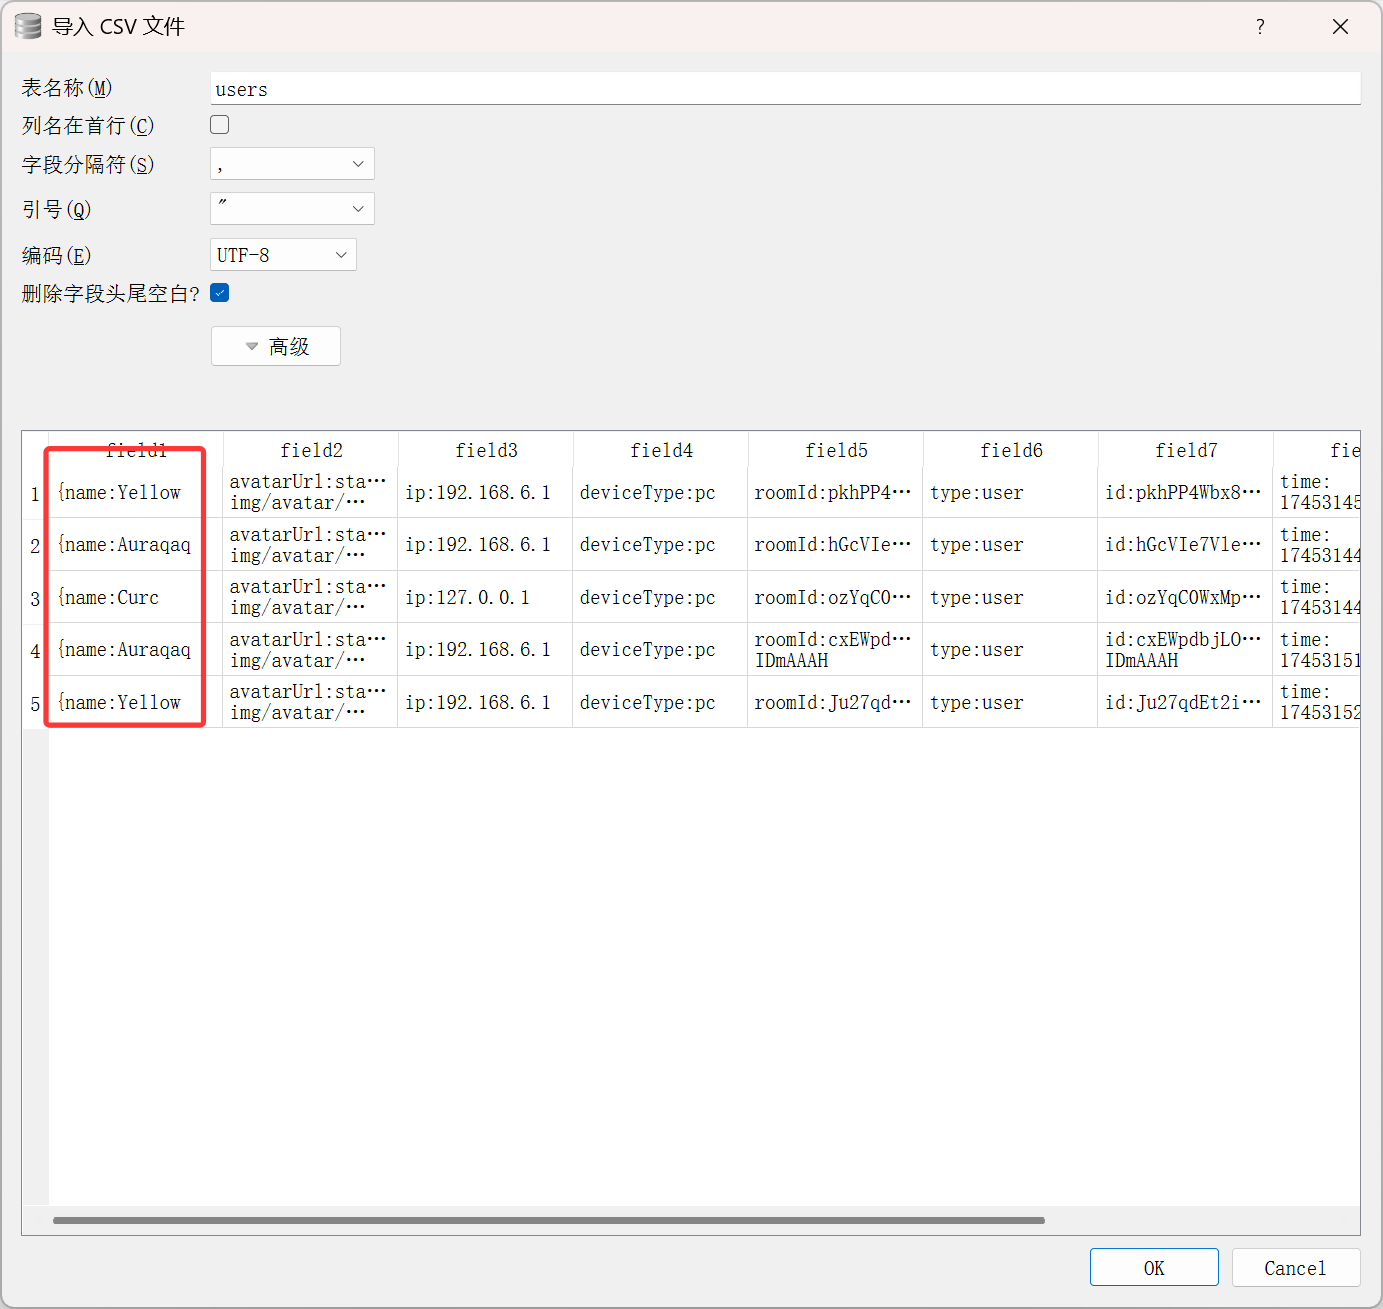 导入 CSV 文件
?
表名称(M)
users
列名在首行(C)
字段分隔符(S)
,
引号(Q)
"
编码(E)
UTF-8
删除字段头尾空白?
高级
field1 field2 field3 field4 field5 field6 field7 fie
1 {name:Yellow avatarUrl:sta… img/avatar/… ip:192.168.6.1 deviceType:pc roomId:pkhPP4… type:user id:pkhPP4Wbx8… time: 17453145
2 {name:Auraqaq avatarUrl:sta… img/avatar/… ip:192.168.6.1 deviceType:pc roomId:hGcVIe… type:user id:hGcVIe7Vle… time: 17453144
3 {name:Curc avatarUrl:sta… img/avatar/… ip:127.0.0.1 deviceType:pc roomId:ozYqCO… type:user id:ozYqCOWxMp… time: 17453144
4 {name:Auraqaq avatarUrl:sta… img/avatar/… ip:192.168.6.1 deviceType:pc roomId:cxEWpd… IDmAAAH type:user id:cxEWpdbjLO… IDmAAAH time: 17453151
5 {name:Yellow avatarUrl:sta… img/avatar/… ip:192.168.6.1 deviceType:pc roomId:Ju27qd… type:user id:Ju27qdEt2i… time: 17453152
OK
Cancel